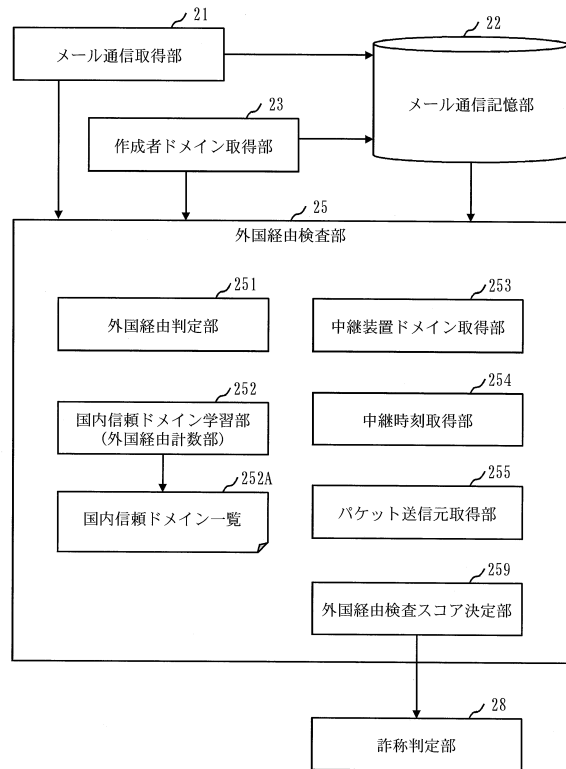 21
メール通信取得部
22
メール通信記憶部
23
作成者ドメイン取得部
25
外国経由検査部
251
外国経由判定部
253
中継装置ドメイン取得部
252
国内信頼ドメイン学習部
(外国経由計数部)
254
中継時刻取得部
252A
国内信頼ドメイン一覧
255
パケット送信元取得部
259
外国経由検査スコア決定部
28
詐称判定部